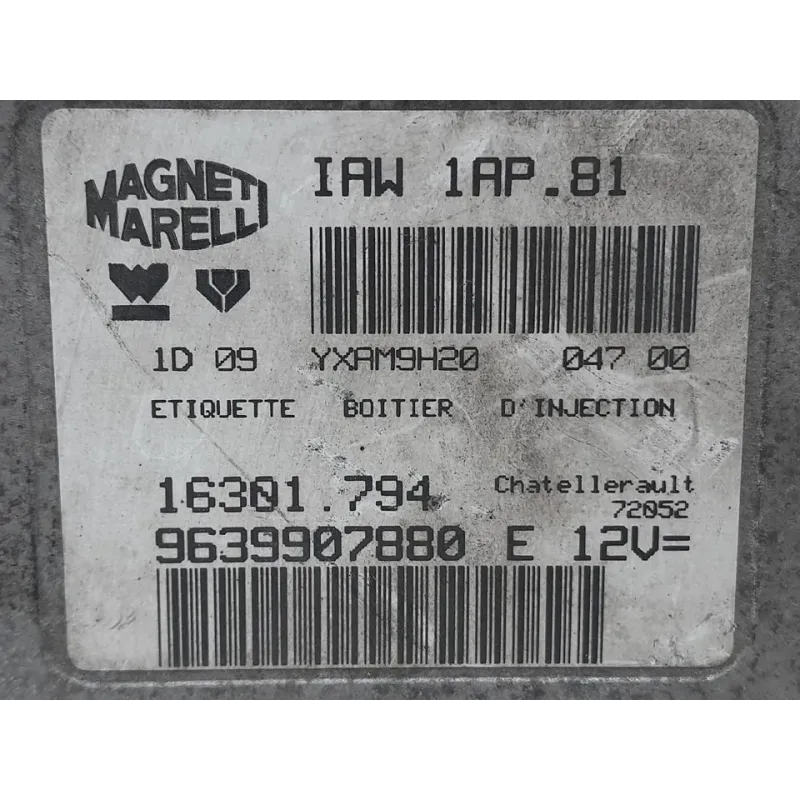 MAGNETI MARELLI
IAW 1AP.81
1D 09 YXAM9H20 047 00
ETIQUETTE BOITIER D'INJECTION
16301.794 Chatellerault
72052
9639907880 E 12V=